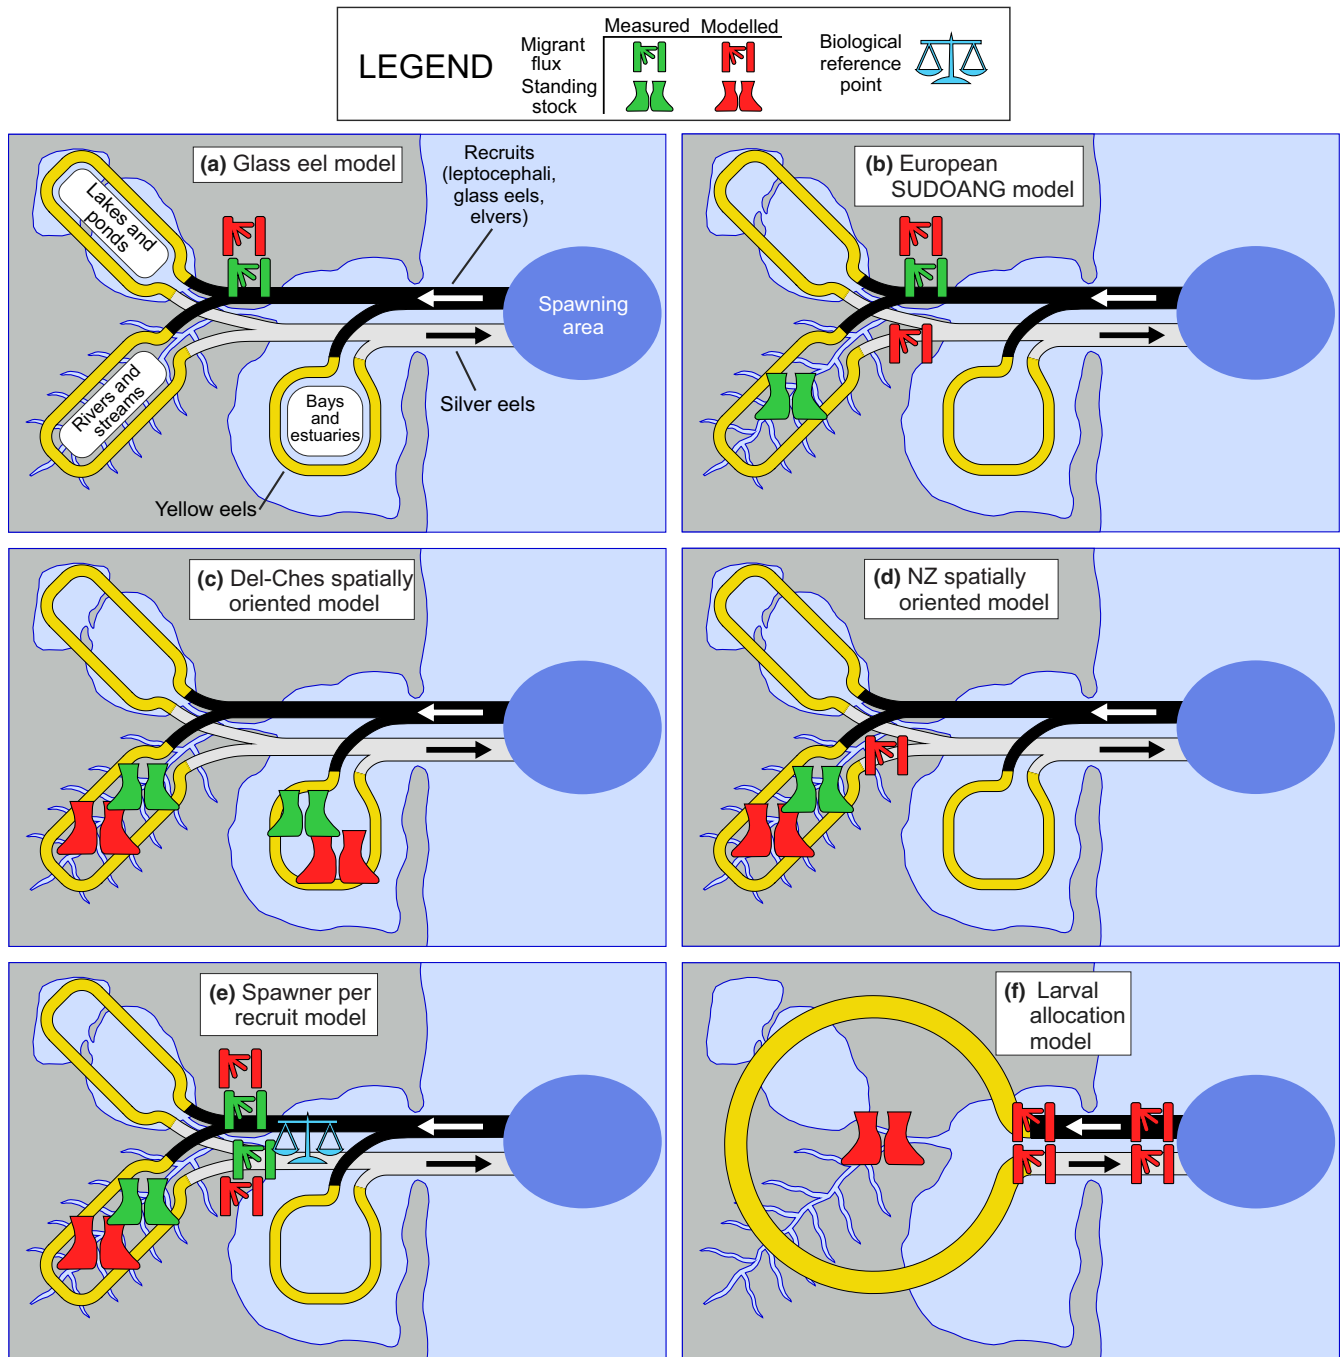 LEGEND
Measured Modelled
Migrant
flux
Standing
stock
Biological
reference
point
(a) Glass eel model
Recruits
(leptocephali,
glass eels,
elvers)
Lakes and
ponds
Spawning
area
Rivers and
streams
Bays
and
estuaries
Silver eels
Yellow eels
(b) European
SUDOANG model
(c) Del-Ches spatially
oriented model
(d) NZ spatially
oriented model
(e) Spawner per
recruit model
(f) Larval
allocation
model